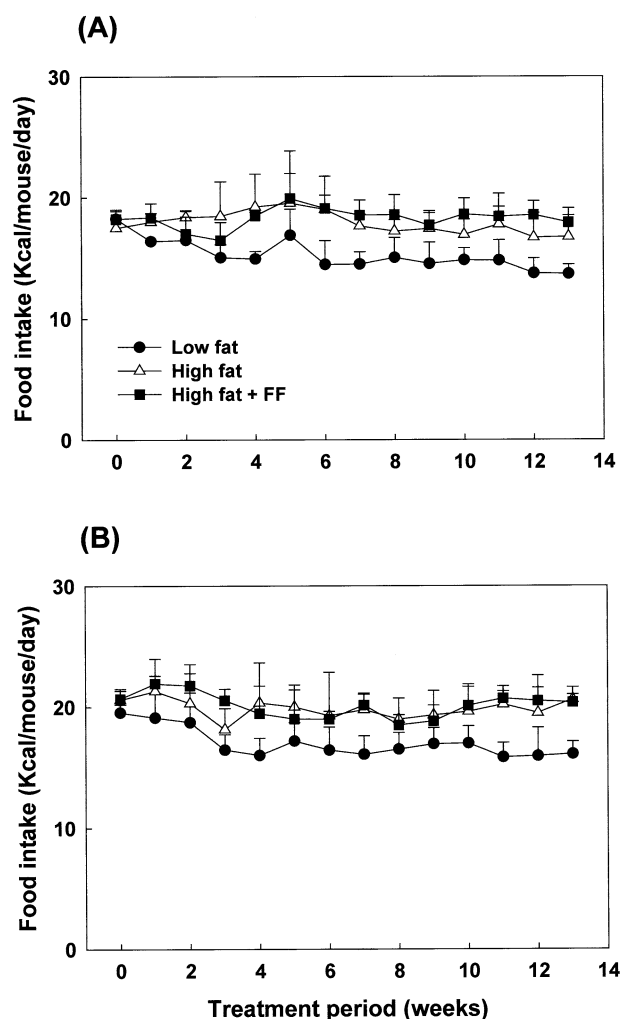 (A)
30
20
10
0
Food intake (Kcal/mouse/day)
Low fat
High fat
High fat + FF
0 2 4 6 8 10 12 14
(B)
30
20
10
0
Food intake (Kcal/mouse/day)
0 2 4 6 8 10 12 14
Treatment period (weeks)